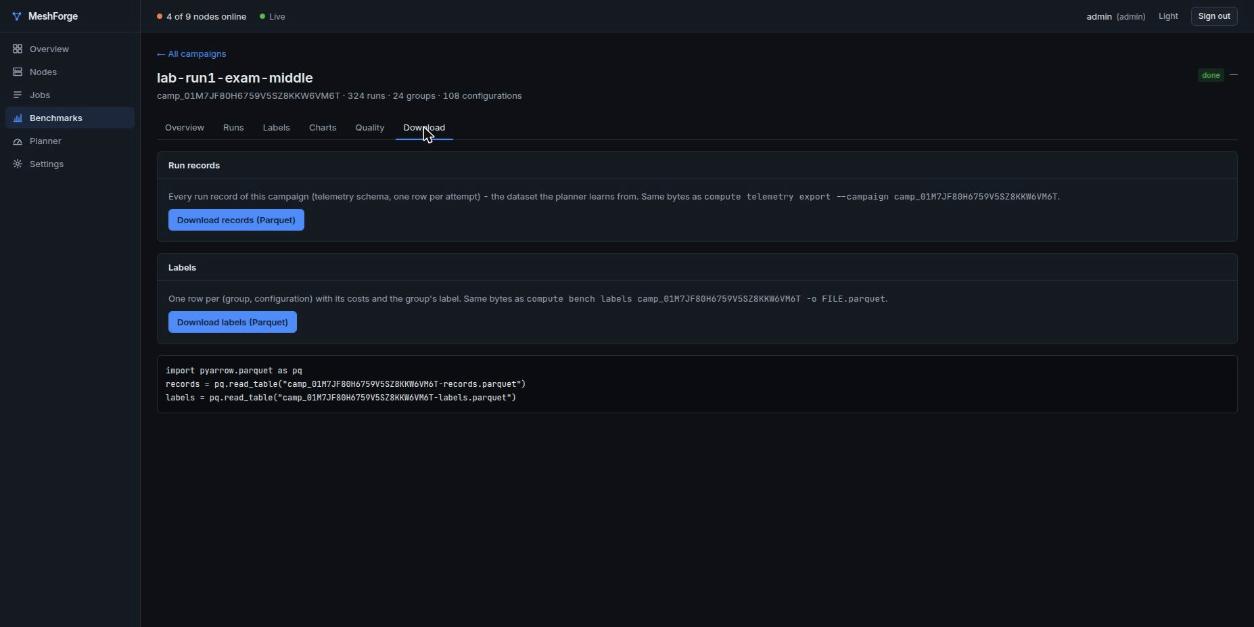 MeshForge
4 of 9 nodes online
Live
admin (admin)
Light
Sign out
Overview
Nodes
Jobs
Benchmarks
Planner
Settings
← All campaigns
lab-run1-exam-middle
done —
camp_01M7JF80H6759V5SZ8KKW6VM6T · 324 runs · 24 groups · 108 configurations
Overview Runs Labels Charts Quality Download
Run records
Every run record of this campaign (telemetry schema, one row per attempt) - the dataset the planner learns from. Same bytes as compute telemetry export --campaign camp_01M7JF80H6759V5SZ8KKW6VM6T.
Download records (Parquet)
Labels
One row per (group, configuration) with its costs and the group's label. Same bytes as compute bench labels camp_01M7JF80H6759V5SZ8KKW6VM6T -o FILE.parquet.
Download labels (Parquet)
import pyarrow.parquet as pq
records = pq.read_table("camp_01M7JF80H6759V5SZ8KKW6VM6T-records.parquet")
labels = pq.read_table("camp_01M7JF80H6759V5SZ8KKW6VM6T-labels.parquet")